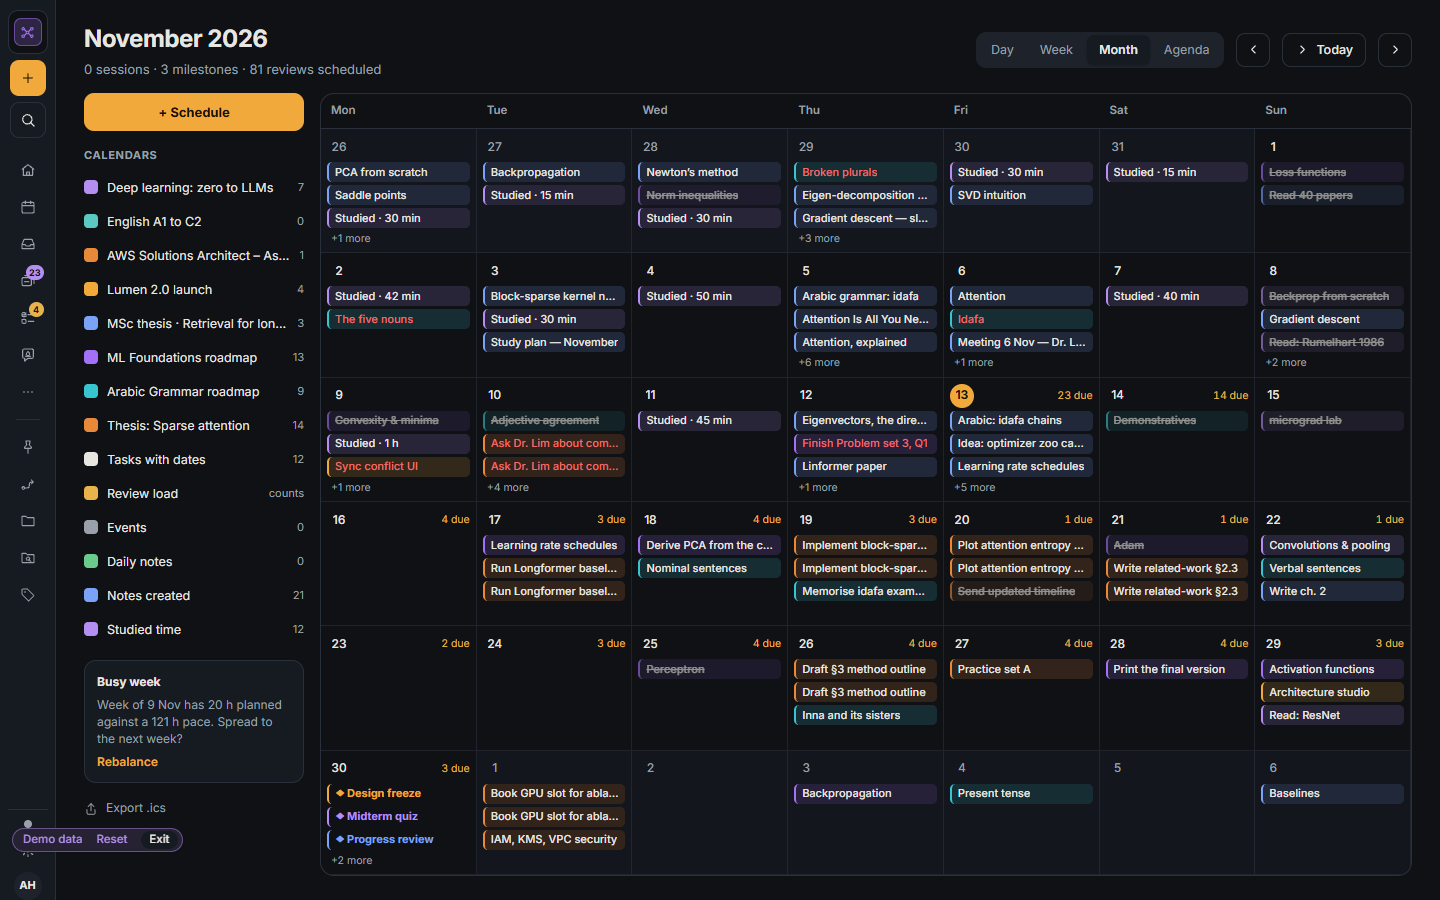 November 2026
0 sessions · 3 milestones · 81 reviews scheduled
Day
Week
Month
Agenda
Today
+ Schedule
CALENDARS
Deep learning: zero to LLMs 7
English A1 to C2 0
AWS Solutions Architect – As... 1
Lumen 2.0 launch 4
MSc thesis · Retrieval for lon... 3
ML Foundations roadmap 13
Arabic Grammar roadmap 9
Thesis: Sparse attention 14
Tasks with dates 12
Review load counts
Events 0
Daily notes 0
Notes created 21
Studied time 12
Busy week
Week of 9 Nov has 20 h planned
against a 121 h pace. Spread to
the next week?
Rebalance
Export .ics
23
4
Demo data Reset Exit
AH
Mon Tue Wed Thu Fri Sat Sun
26
PCA from scratch
Saddle points
Studied · 30 min
+1 more
27
Backpropagation
Studied · 15 min
28
Newton's method
Norm inequalities
Studied · 30 min
29
Broken plurals
Eigen-decomposition ...
Gradient descent — sl...
+3 more
30
Studied · 30 min
SVD intuition
31
Studied · 15 min
1
Loss functions
Read 40 papers
2
Studied · 42 min
The five nouns
3
Block-sparse kernel n...
Studied · 30 min
Study plan — November
4
Studied · 50 min
5
Arabic grammar: idafa
Attention Is All You Ne...
Attention, explained
+6 more
6
Attention
Idafa
Meeting 6 Nov — Dr. L...
+1 more
7
Studied · 40 min
8
Backprop from scratch
Gradient descent
Read: Rumelhart 1986
+2 more
9
Convexity & minima
Studied · 1 h
Sync conflict UI
+1 more
10
Adjective agreement
Ask Dr. Lim about com...
Ask Dr. Lim about com...
+4 more
11
Studied · 45 min
12
Eigenvectors, the dire...
Finish Problem set 3, Q1
Linformer paper
+1 more
13 23 due
Arabic: idafa chains
Idea: optimizer zoo ca...
Learning rate schedules
+5 more
14 14 due
Demonstratives
15
micrograd lab
16 4 due
17 3 due
Learning rate schedules
Run Longformer basel...
Run Longformer basel...
18 4 due
Derive PCA from the c...
Nominal sentences
19 3 due
Implement block-spar...
Implement block-spar...
Memorise idafa exam...
20 1 due
Plot attention entropy ...
Plot attention entropy ...
Send updated timeline
21 1 due
Adam
Write related-work §2.3
Write related-work §2.3
22 1 due
Convolutions & pooling
Verbal sentences
Write ch. 2
23 2 due
24 3 due
25 4 due
Perceptron
26 4 due
Draft §3 method outline
Draft §3 method outline
Inna and its sisters
27 4 due
Practice set A
28 4 due
Print the final version
29 3 due
Activation functions
Architecture studio
Read: ResNet
30 3 due
Design freeze
Midterm quiz
Progress review
+2 more
1
Book GPU slot for abla...
Book GPU slot for abla...
IAM, KMS, VPC security
2
3
Backpropagation
4
Present tense
5
6
Baselines